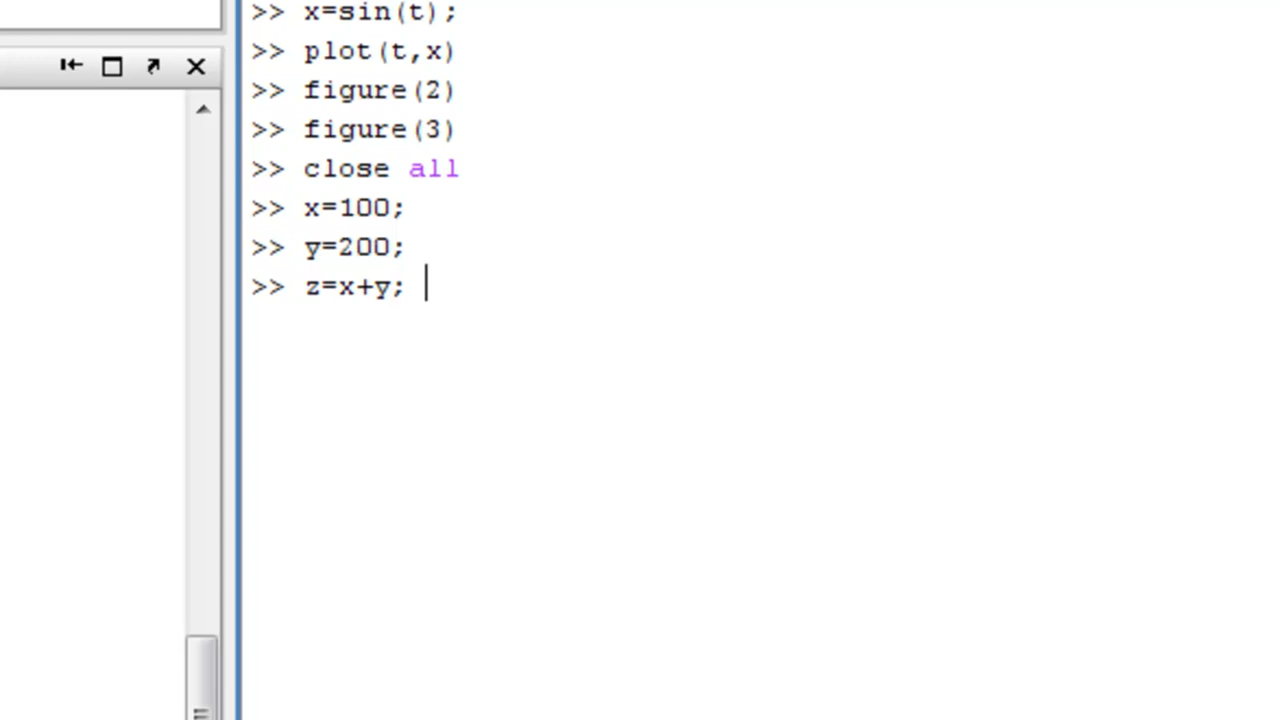 >> x=sin(t);
>> plot(t,x)
>> figure(2)
>> figure(3)
>> close all
>> x=100;
>> y=200;
>> z=x+y;